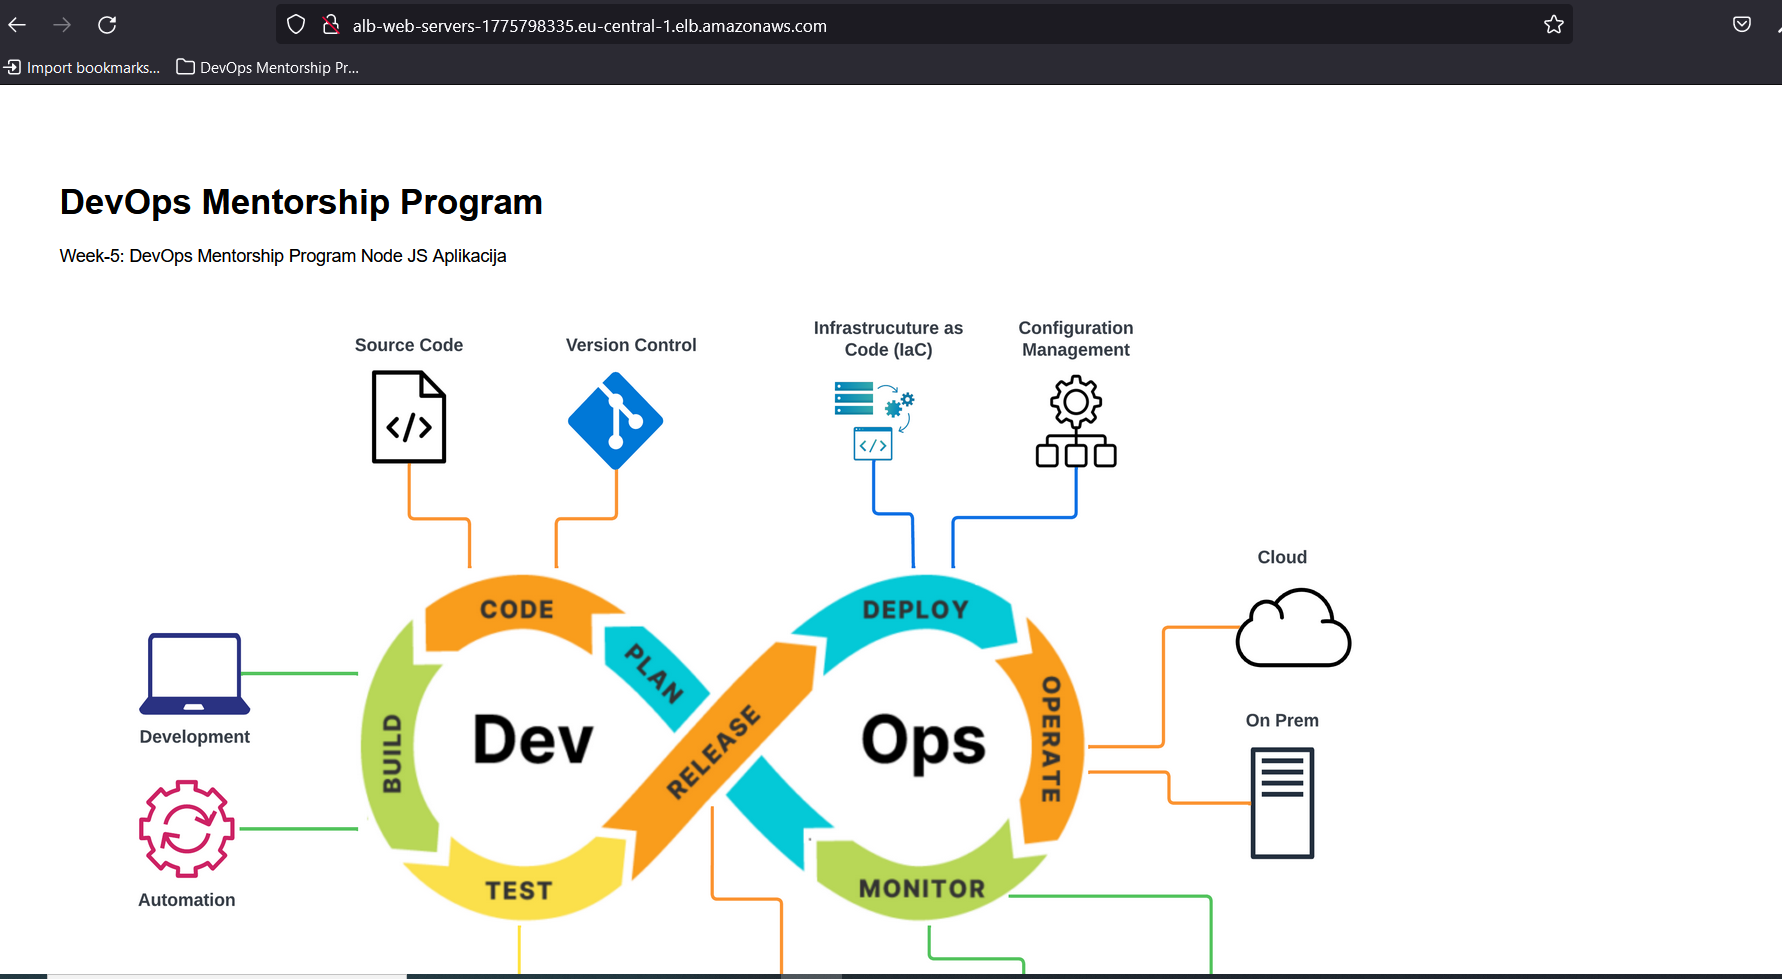 alb-web-servers-1775798335.eu-central-1.elb.amazonaws.com
Import bookmarks...
DevOps Mentorship Pr...
DevOps Mentorship Program
Week-5: DevOps Mentorship Program Node JS Aplikacija
Source Code
Version Control
Infrastrucuture as
Code (IaC)
Configuration
Management
</>
</>
Cloud
CODE
PLAN
DEPLOY
OPERATE
BUILD
Dev
RELEASE
Ops
On Prem
Development
TEST
MONITOR
Automation